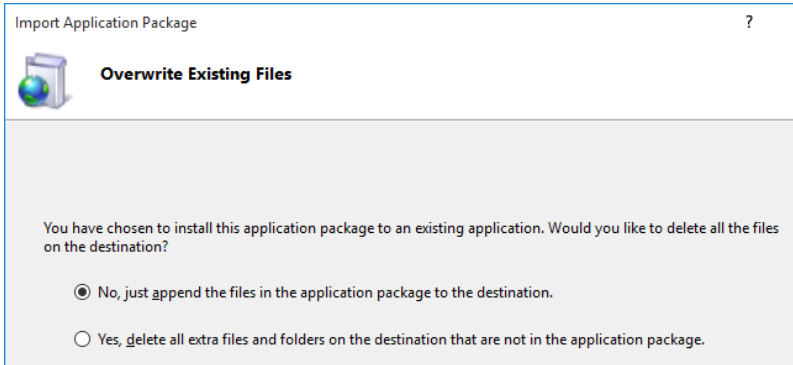 Import Application Package
?
Overwrite Existing Files
You have chosen to install this application package to an existing application. Would you like to delete all the files
on the destination?
No, just append the files in the application package to the destination.
Yes, delete all extra files and folders on the destination that are not in the application package.